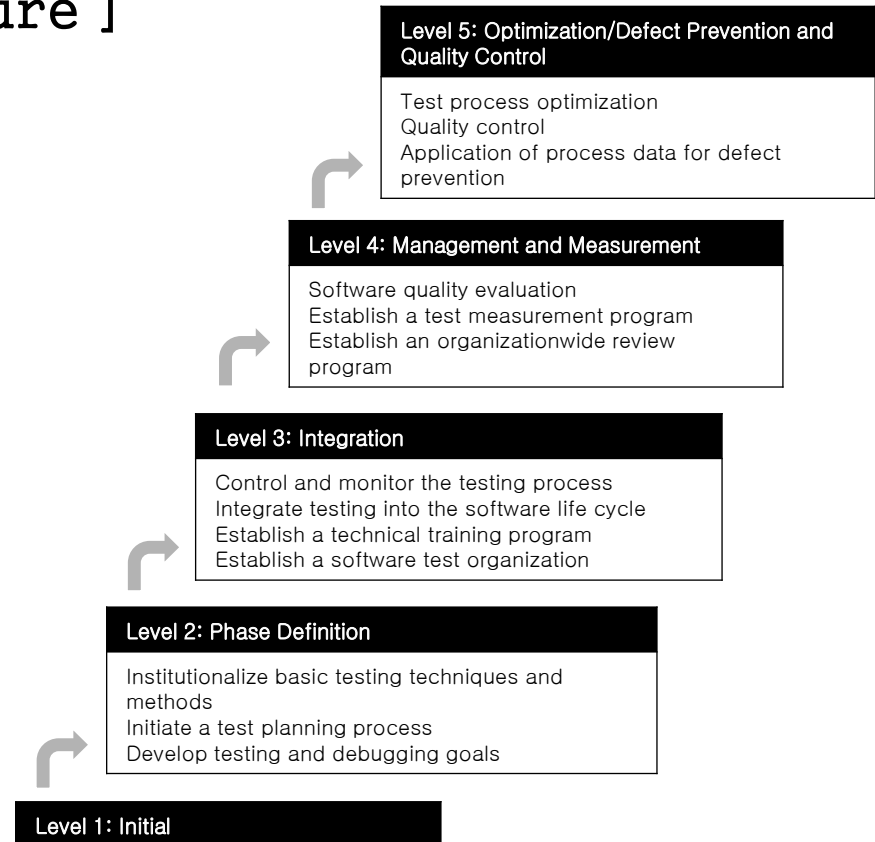 ure ]
Level 5: Optimization/Defect Prevention and
Quality Control
Test process optimization
Quality control
Application of process data for defect
prevention
Level 4: Management and Measurement
Software quality evaluation
Establish a test measurement program
Establish an organizationwide review
program
Level 3: Integration
Control and monitor the testing process
Integrate testing into the software life cycle
Establish a technical training program
Establish a software test organization
Level 2: Phase Definition
Institutionalize basic testing techniques and
methods
Initiate a test planning process
Develop testing and debugging goals
Level 1: Initial